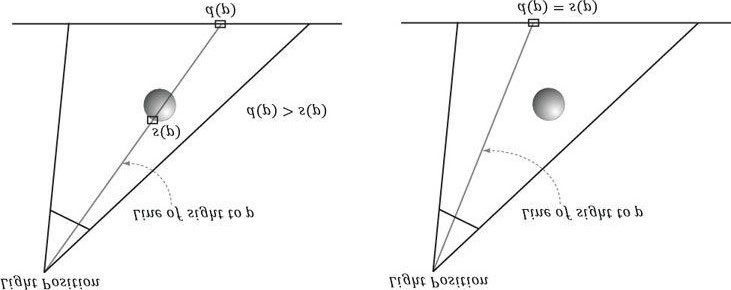 d(p)
d(p) > s(p)
s(p)
Line of sight to p
Light Position
d(p) = s(p)
Line of sight to p
Light Position